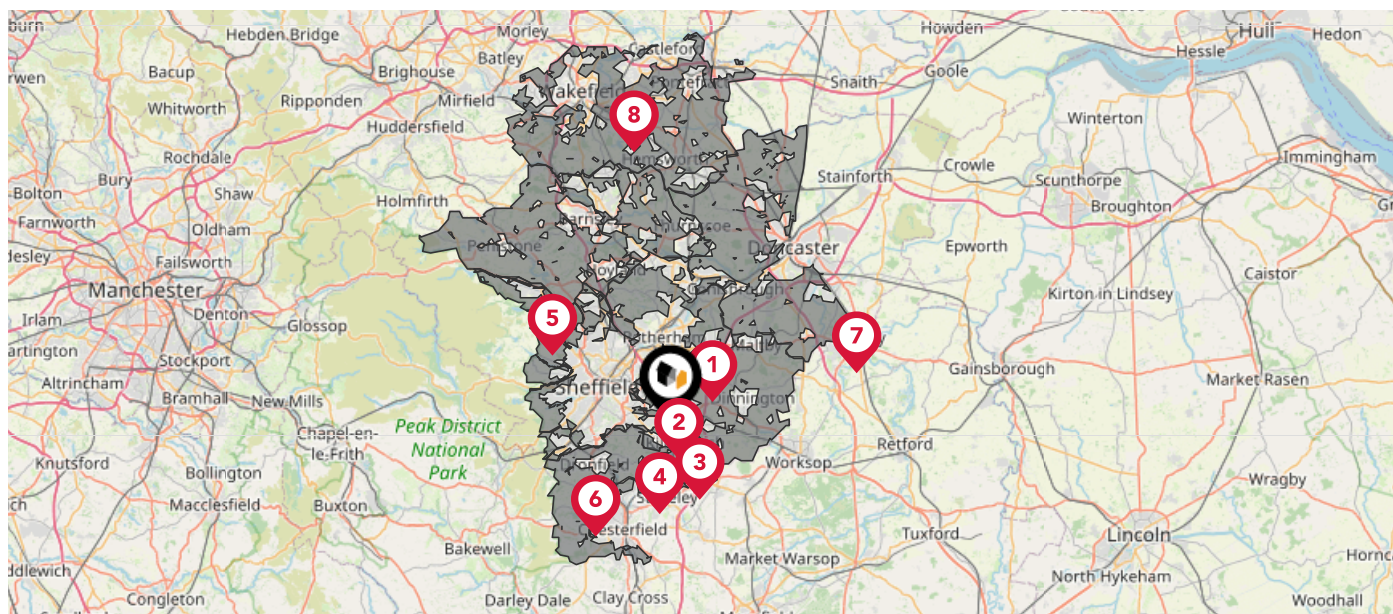 Hebden Bridge
Morley
Batley
Howden
Hull
Hedon
Hessle
Goole
Snaith
Bacup
Brighouse
Mirfield
Ripponden
Whitworth
Huddersfield
8
Winterton
Immingham
Rochdale
Bury
Bolton
Shaw
Holmfirth
Stainforth
Crowle
Scunthorpe
Broughton
Farnworth
Oldham
Penistone
Doncaster
Epworth
Failsworth
Manchester
Caistor
Kirton in Lindsey
Irlam
Denton
Glossop
5
7
1
Stockport
Altrincham
Bramhall
New Mills
Sheffield
Dinnington
Gainsborough
Market Rasen
Chapel-en-
le-Frith
Peak District
National
Park
2
3
4
6
Dronfield
Worksop
Retford
Knutsford
Bollington
Macclesfield
Buxton
Chesterfield
Wragby
Tuxford
Lincoln
Bakewell
Market Warsop
North Hykeham
Congleton
Darley Dale
Clay Cross
Woodhall